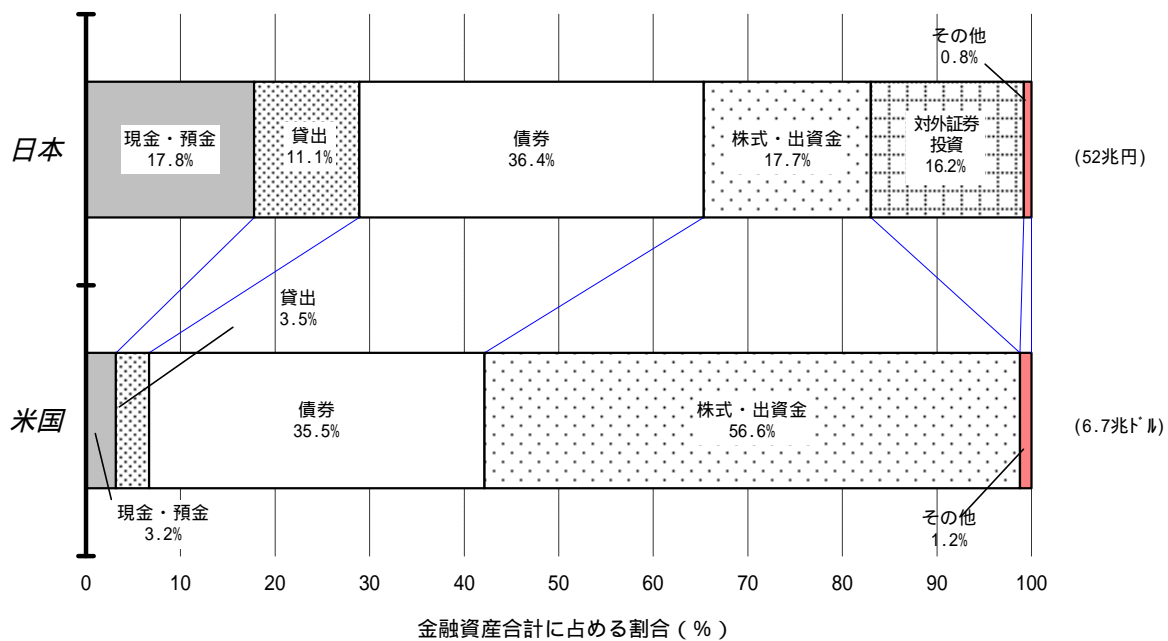 その他
0.8%
日本
現金・預金
17.8%
貸出
11.1%
債券
36.4%
株式・出資金
17.7%
対外証券
投資
16.2%
(52兆円)
貸出
3.5%
米国
債券
35.5%
株式・出資金
56.6%
(6.7兆ドル)
現金・預金
3.2%
その他
1.2%
0 10 20 30 40 50 60 70 80 90 100
金融資産合計に占める割合(%)